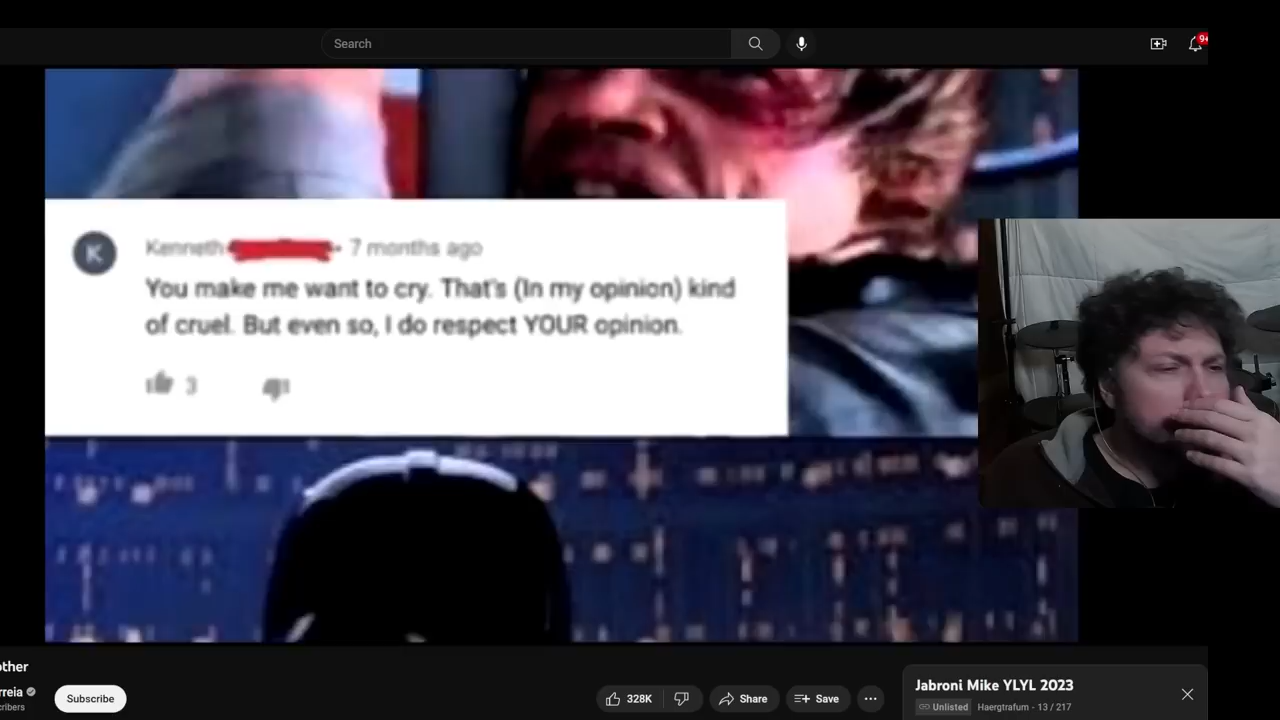 Search
9+
K
Kenneth - 7 months ago
You make me want to cry. That's (In my opinion) kind
of cruel. But even so, I do respect YOUR opinion.
3
other
rreia
cribers
Subscribe
328K
Share
Save
Jabroni Mike YLYL 2023
Unlisted Haergtrafum - 13 / 217